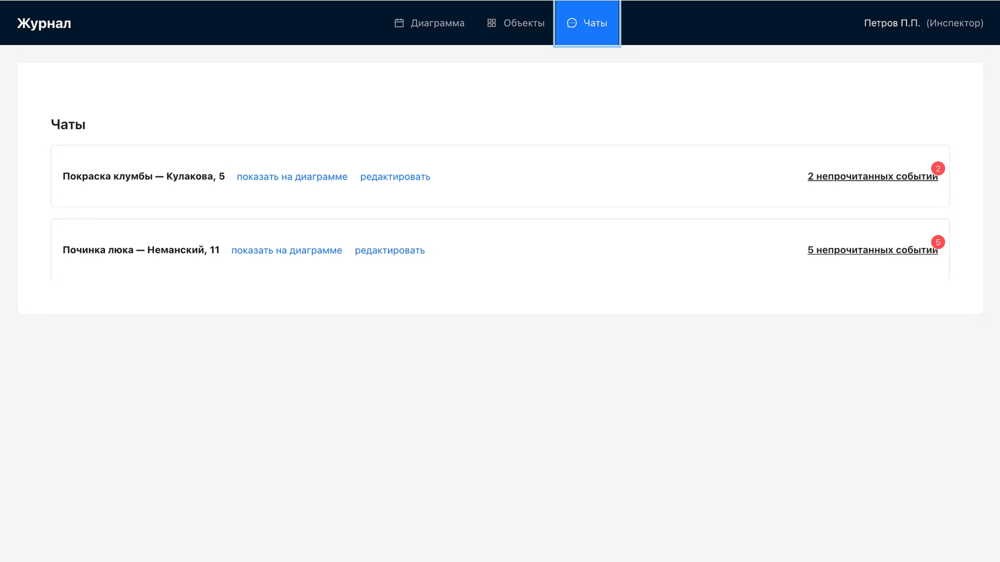 Журнал
Диаграмма
Объекты
Чаты
Петров П.П. (Инспектор)
Чаты
Покраска клумбы — Кулакова, 5 показать на диаграмме редактировать
2 непрочитанных событий
2
Починка люка — Неманский, 11 показать на диаграмме редактировать
5 непрочитанных событий
5